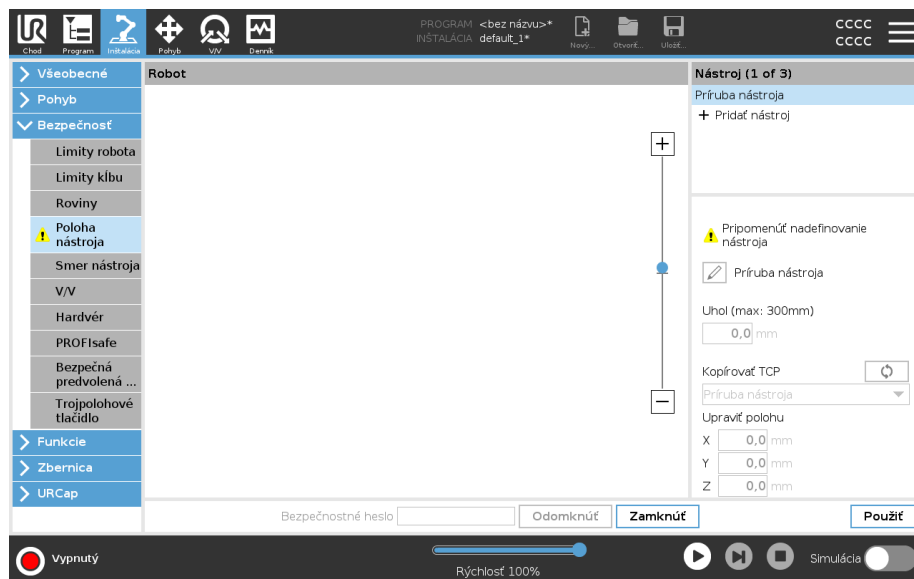 PROGRAM <bez názvu>*
INŠTALÁCIA default_1*
Chod
Program
Inštalácia
Pohyb
V/V
Denník
Nový...
Otvoriť...
Uložiť...
CCCC
CCCC
Všeobecné
Pohyb
Bezpečnosť
Limity robota
Limity kĺbu
Roviny
Poloha
nástroja
Smer nástroja
V/V
Hardvér
PROFIsafe
Bezpečná
predvolená ...
Trojpolohové
tlačidlo
Funkcie
Zbernica
URCap
Robot
Nástroj (1 of 3)
Príruba nástroja
+ Pridať nástroj
Pripomenúť nadefinovanie
nástroja
Príruba nástroja
Uhol (max: 300mm)
0,0 mm
Kopírovať TCP
Príruba nástroja
Upraviť polohu
X 0,0 mm
Y 0,0 mm
Z 0,0 mm
Bezpečnostné heslo
Odomknúť
Zamknúť
Použiť
Vypnutý
Rýchlosť 100%
Simulácia